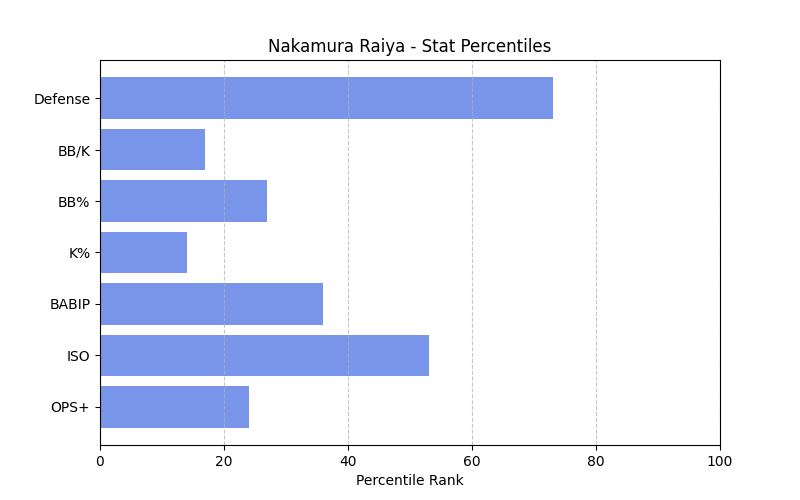 Nakamura Raiya - Stat Percentiles
Defense
BB/K
BB%
K%
BABIP
ISO
OPS+
0 20 40 60 80 100
Percentile Rank